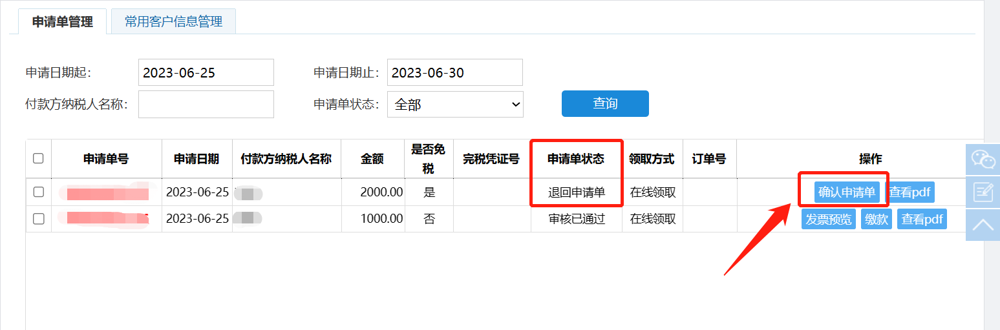 申请单管理 常用客户信息管理
申请日期起: 2023-06-25 申请日期止: 2023-06-30
付款方纳税人名称: 申请单状态: 全部 查询
申请单号 申请日期 付款方纳税人名称 金额 是否免税 完税凭证号 申请单状态 领取方式 订单号 操作
2023-06-25 2000.00 是 退回申请单 在线领取 确认申请单 查看pdf
2023-06-25 1000.00 否 审核已通过 在线领取 发票预览 缴款 查看pdf